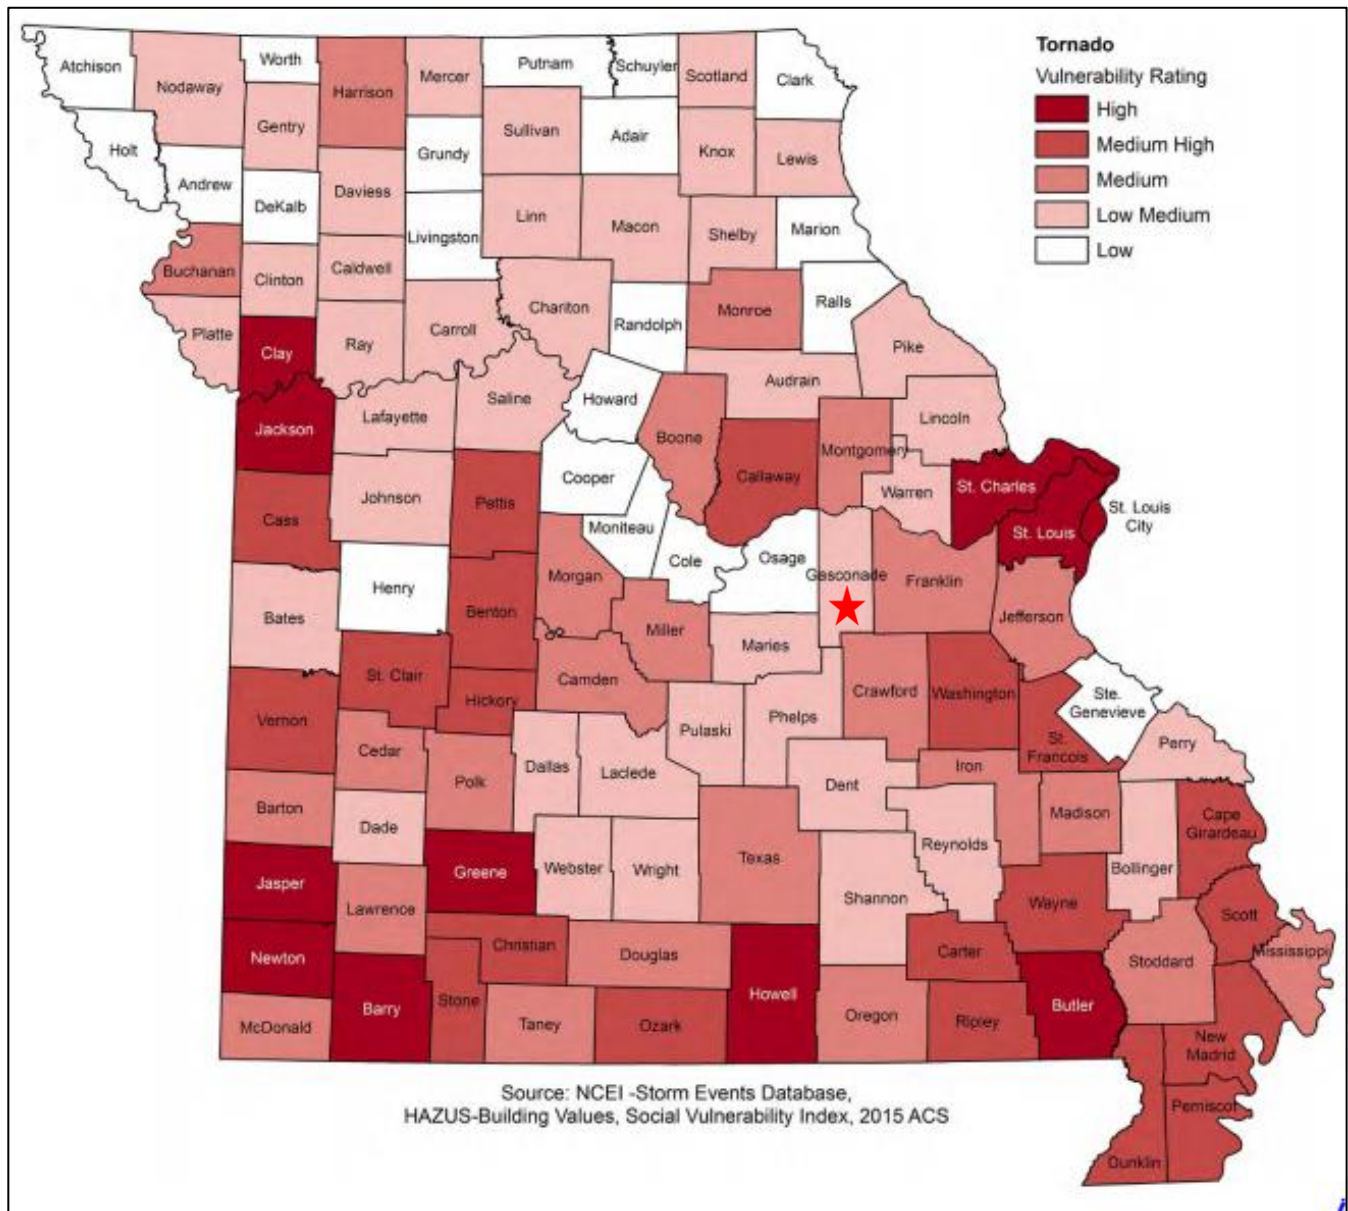 Tornado
Vulnerability Rating
High
Medium High
Medium
Low Medium
Low
Atchison
Nodaway
Worth
Harrison
Mercer
Putnam
Schuyler
Scotland
Clark
Holt
Andrew
Gentry
DeKalb
Daviess
Grundy
Sullivan
Adair
Knox
Lewis
Livingston
Linn
Macon
Shelby
Marion
Buchanan
Clinton
Caldwell
Chariton
Randolph
Monroe
Ralls
Pike
Platte
Clay
Ray
Carroll
Saline
Howard
Audrain
Lincoln
Jackson
Lafayette
Boone
Callaway
Montgomery
Warren
St. Charles
St. Louis
St. Louis
City
Cass
Johnson
Pettis
Cooper
Moniteau
Cole
Osage
Gasconade
Franklin
Jefferson
Bates
Henry
Benton
Morgan
Miller
Maries
Vernon
St. Clair
Hickory
Camden
Pulaski
Phelps
Crawford
Washington
St.
Francois
Ste.
Genevieve
Perry
Cedar
Polk
Dallas
Laclede
Dent
Iron
Madison
Cape
Girardeau
Barton
Dade
Greene
Webster
Wright
Texas
Shannon
Reynolds
Bollinger
Jasper
Lawrence
Wayne
Scott
Mississippi
Newton
Christian
Douglas
Howell
Carter
Stoddard
McDonald
Barry
Stone
Taney
Ozark
Oregon
Ripley
Butler
New
Madrid
Pemiscot
Dunklin
Source: NCEI -Storm Events Database,
HAZUS-Building Values, Social Vulnerability Index, 2015 ACS